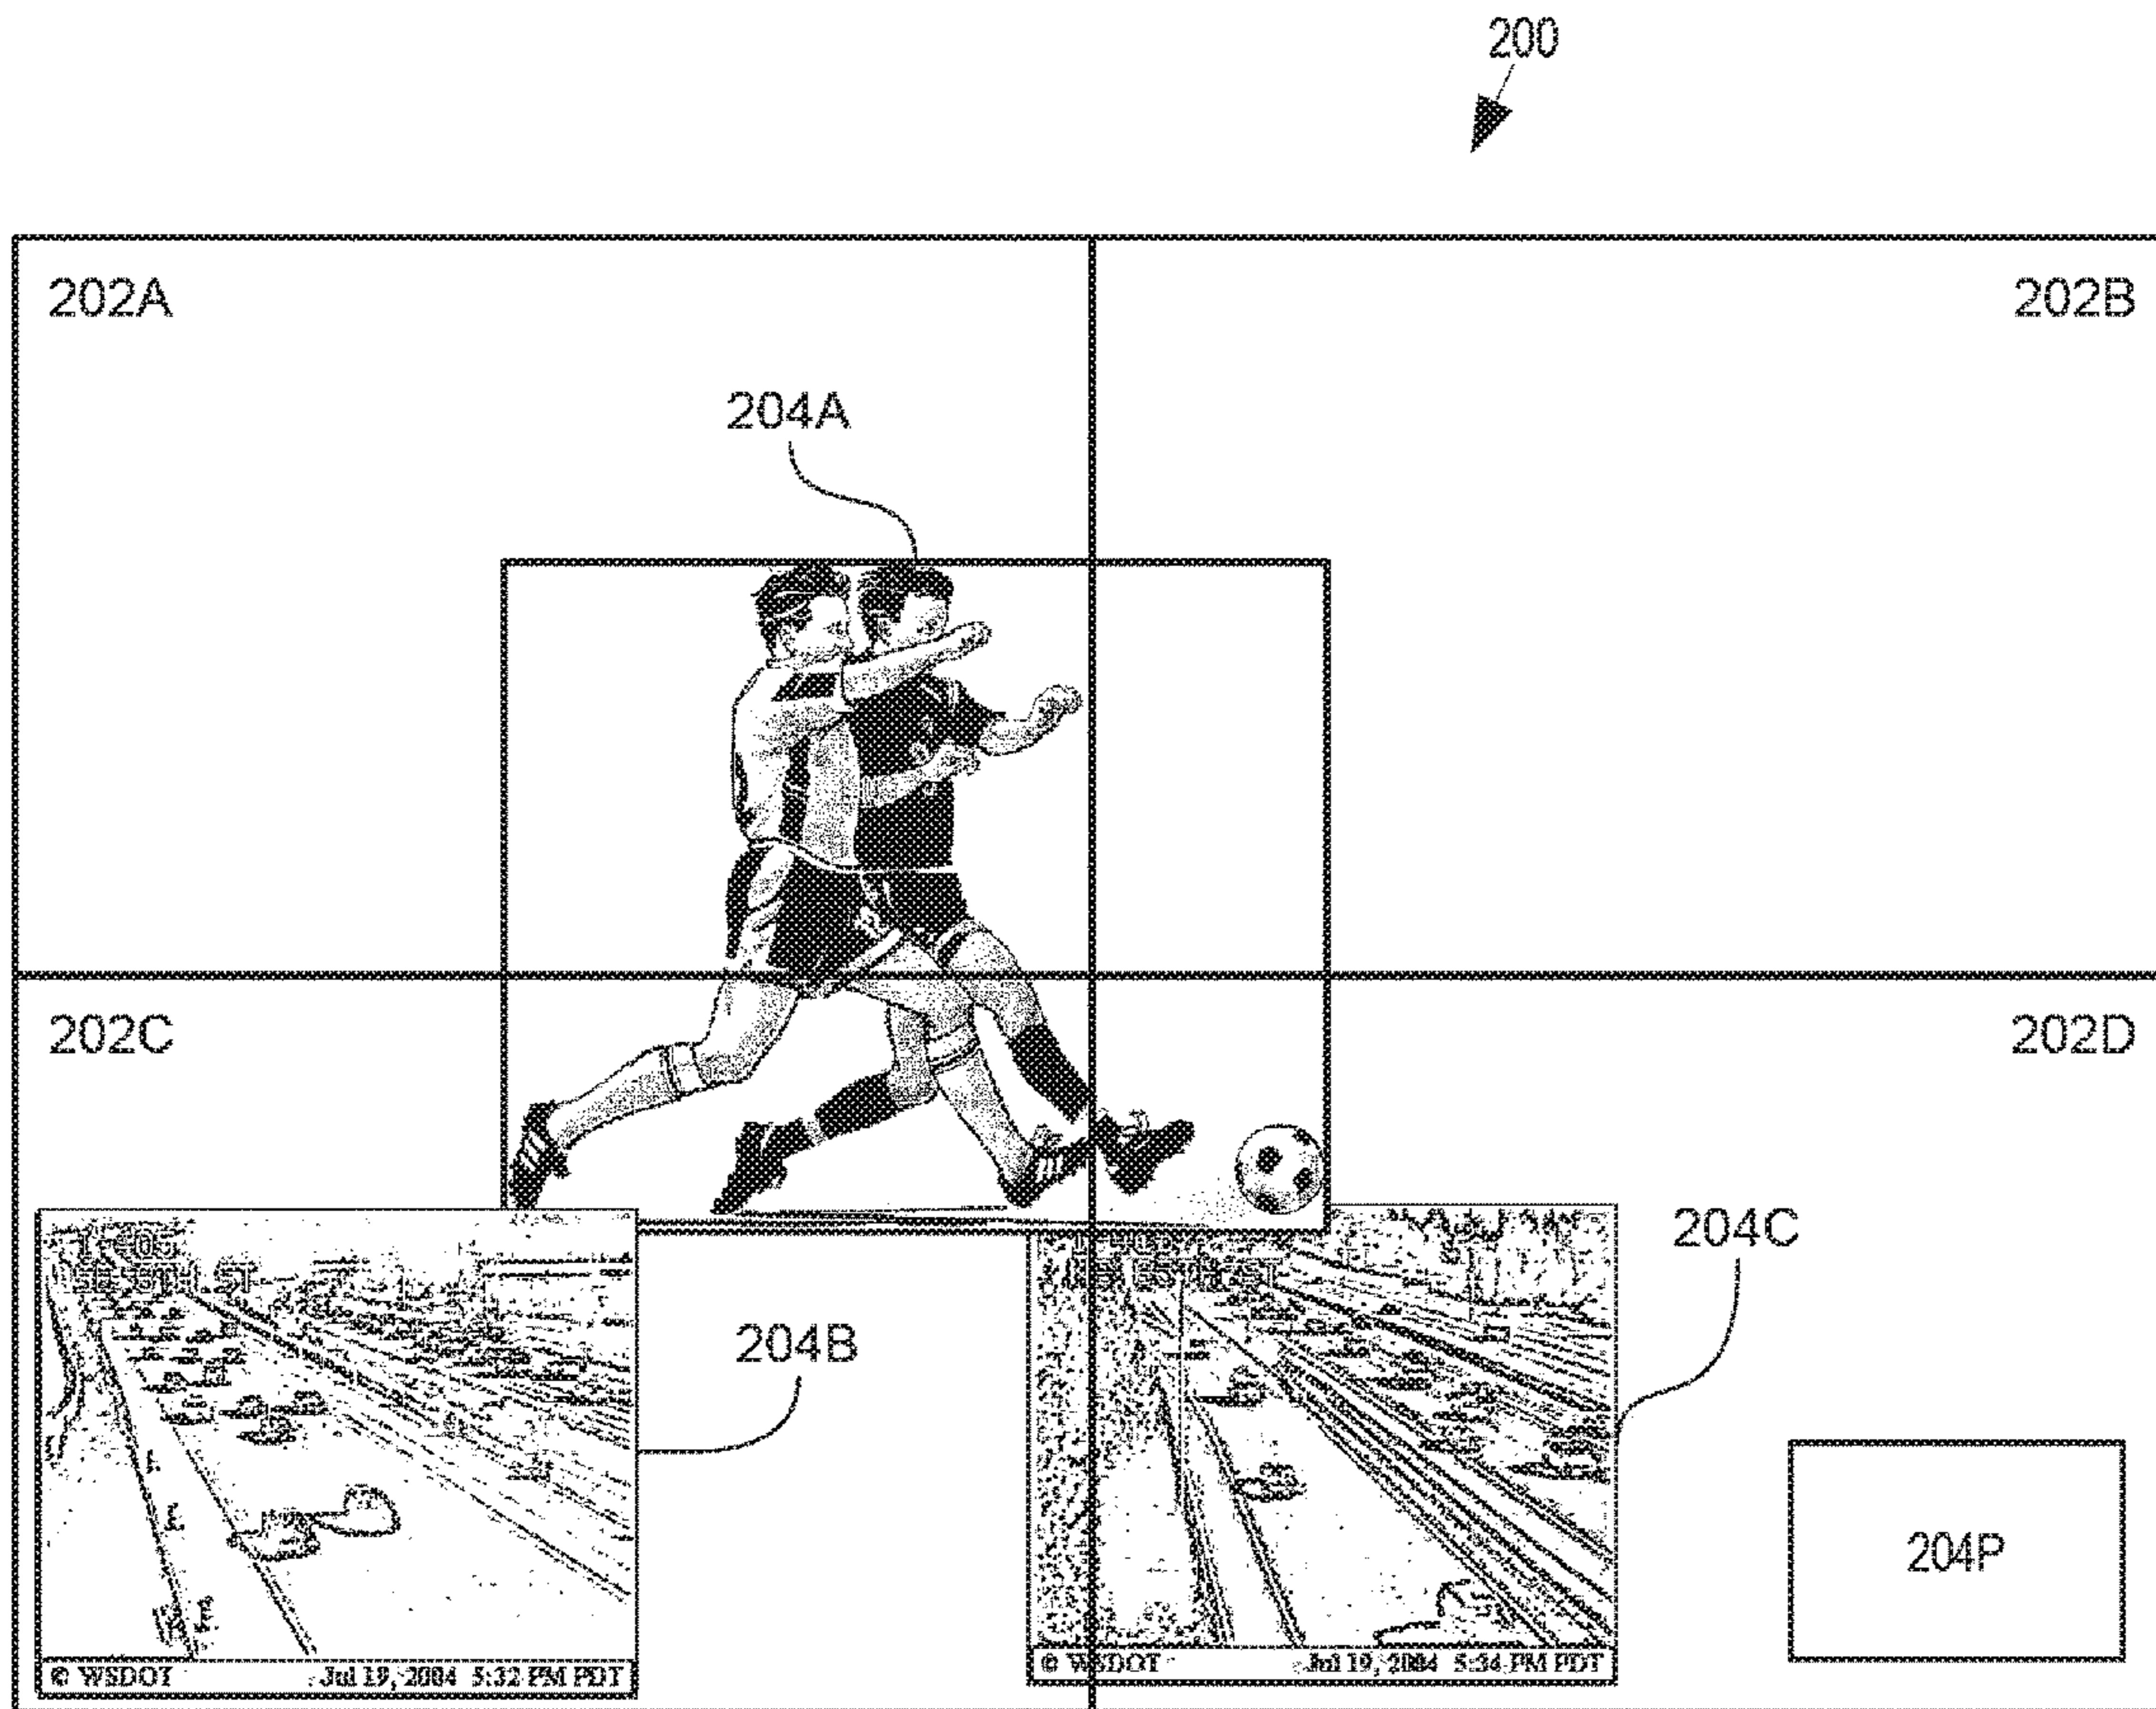 200
202A
202B
204A
202C
202D
204C
204B
204P
© WSDOT Jul 19, 2004 5:32 PM PDT
© WSDOT Jul 19, 2004 5:34 PM PDT